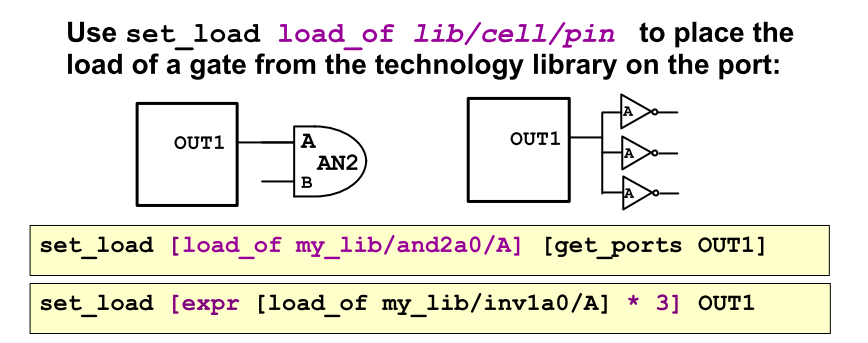 Use set_load load_of lib/cell/pin to place the
load of a gate from the technology library on the port:
OUT1
A
AN2
B
OUT1
A
A
A
set_load [load_of my_lib/and2a0/A] [get_ports OUT1]
set_load [expr [load_of my_lib/inv1a0/A] * 3] OUT1